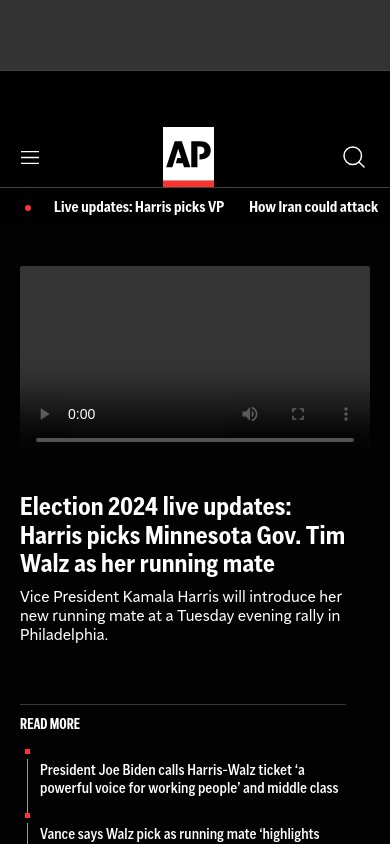 AP
Live updates: Harris picks VP How Iran could attack
0:00
Election 2024 live updates:
Harris picks Minnesota Gov. Tim
Walz as her running mate
Vice President Kamala Harris will introduce her
new running mate at a Tuesday evening rally in
Philadelphia.
READ MORE
President Joe Biden calls Harris-Walz ticket ‘a
powerful voice for working people’ and middle class
Vance says Walz pick as running mate ‘highlights